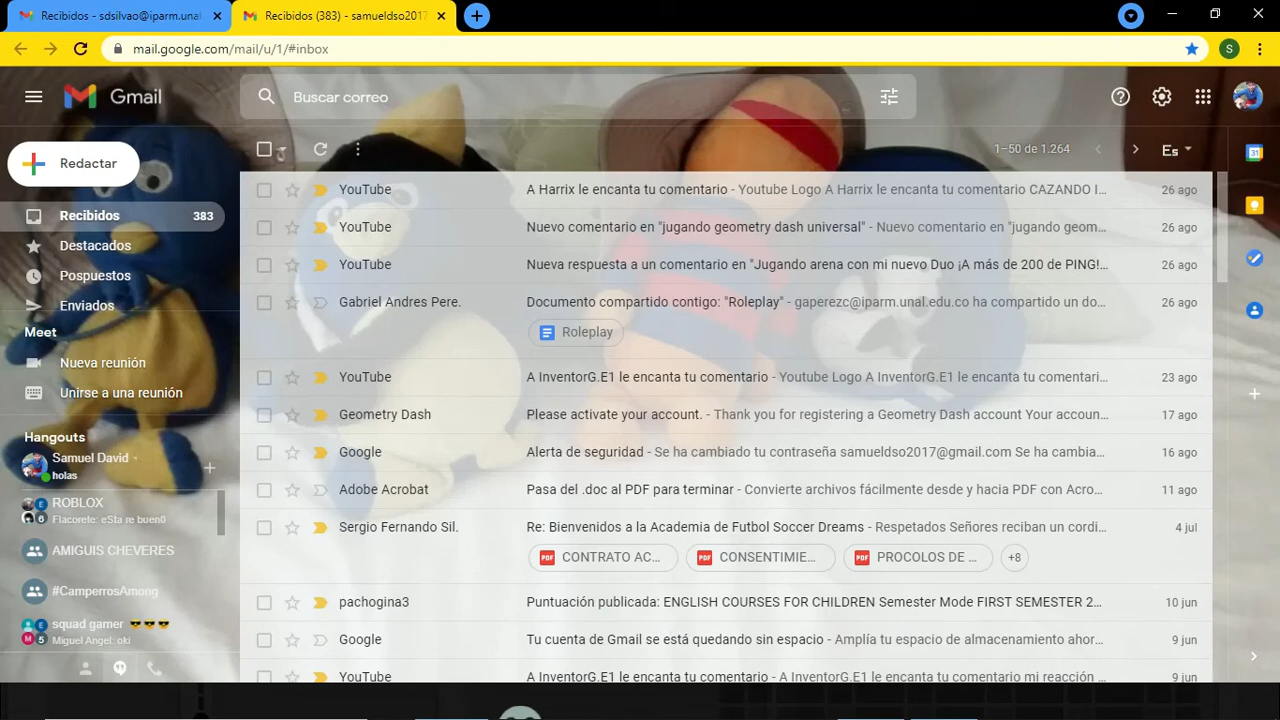 Recibidos - sdsilvao@iparm.unal
Recibidos (383) - samueldso2017
mail.google.com/mail/u/1/#inbox
S
Gmail
Buscar correo
Redactar
1–50 de 1.264
Es
Recibidos 383
Destacados
Pospuestos
Enviados
Meet
Nueva reunión
Unirse a una reunión
Hangouts
Samuel David
holas
ROBLOX
6 Flacorele: eSta re buen0
AMIGUIS CHEVERES
#CamperrosAmong
squad gamer 😎😎😎
M 5 Miguel Angel: oki
YouTube A Harrix le encanta tu comentario - Youtube Logo A Harrix le encanta tu comentario CAZANDO I... 26 ago
YouTube Nuevo comentario en "jugando geometry dash universal" - Nuevo comentario en "jugando geom... 26 ago
YouTube Nueva respuesta a un comentario en "Jugando arena con mi nuevo Duo ¡A más de 200 de PING!... 26 ago
Gabriel Andres Pere. Documento compartido contigo: "Roleplay" - gaperezc@iparm.unal.edu.co ha compartido un do... 26 ago
Roleplay
YouTube A InventorG.E1 le encanta tu comentario - Youtube Logo A InventorG.E1 le encanta tu comentari... 23 ago
Geometry Dash Please activate your account. - Thank you for registering a Geometry Dash account Your accoun... 17 ago
Google Alerta de seguridad - Se ha cambiado tu contraseña samueldso2017@gmail.com Se ha cambia... 16 ago
Adobe Acrobat Pasa del .doc al PDF para terminar - Convierte archivos fácilmente desde y hacia PDF con Acro... 11 ago
Sergio Fernando Sil. Re: Bienvenidos a la Academia de Futbol Soccer Dreams - Respetados Señores reciban un cordi... 4 jul
PDF CONTRATO AC... PDF CONSENTIMIE... PDF PROCOLOS DE ... +8
pachogina3 Puntuación publicada: ENGLISH COURSES FOR CHILDREN Semester Mode FIRST SEMESTER 2... 10 jun
Google Tu cuenta de Gmail se está quedando sin espacio - Amplía tu espacio de almacenamiento ahor... 9 jun
YouTube A InventorG.E1 le encanta tu comentario - A InventorG.E1 le encanta tu comentario mi reacción ... 9 jun
31